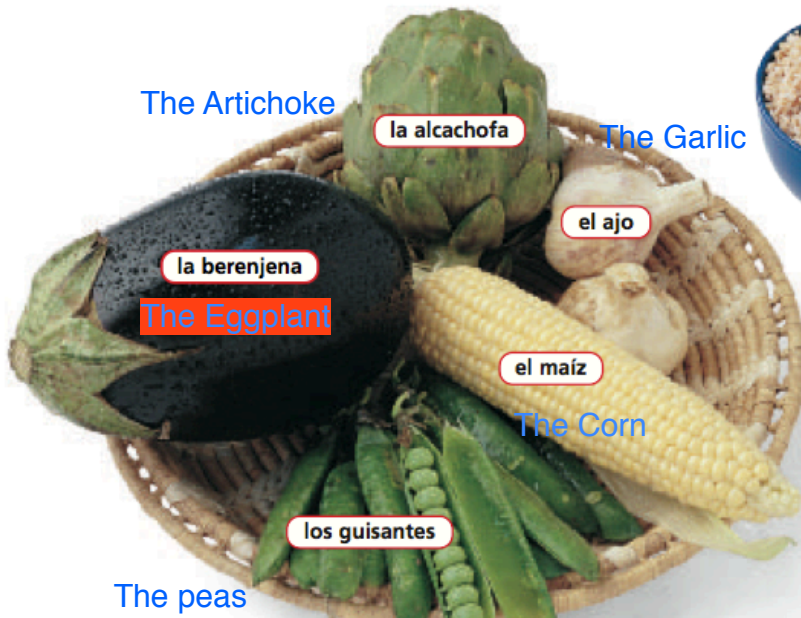 The Artichoke
la alcachofa
The Garlic
el ajo
la berenjena
The Eggplant
el maíz
The Corn
los guisantes
The peas